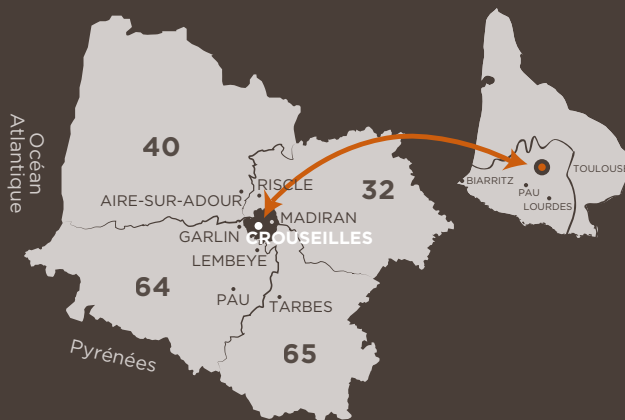 Océan
Atlantique
40
32
RISCLE
AIRE-SUR-ADOUR
MADIRAN
GARLIN
CROUSEILLES
LEMBEYE
64
PAU
TARBES
65
Pyrénées
TOULOUSE
BIARRITZ
PAU
LOURDES